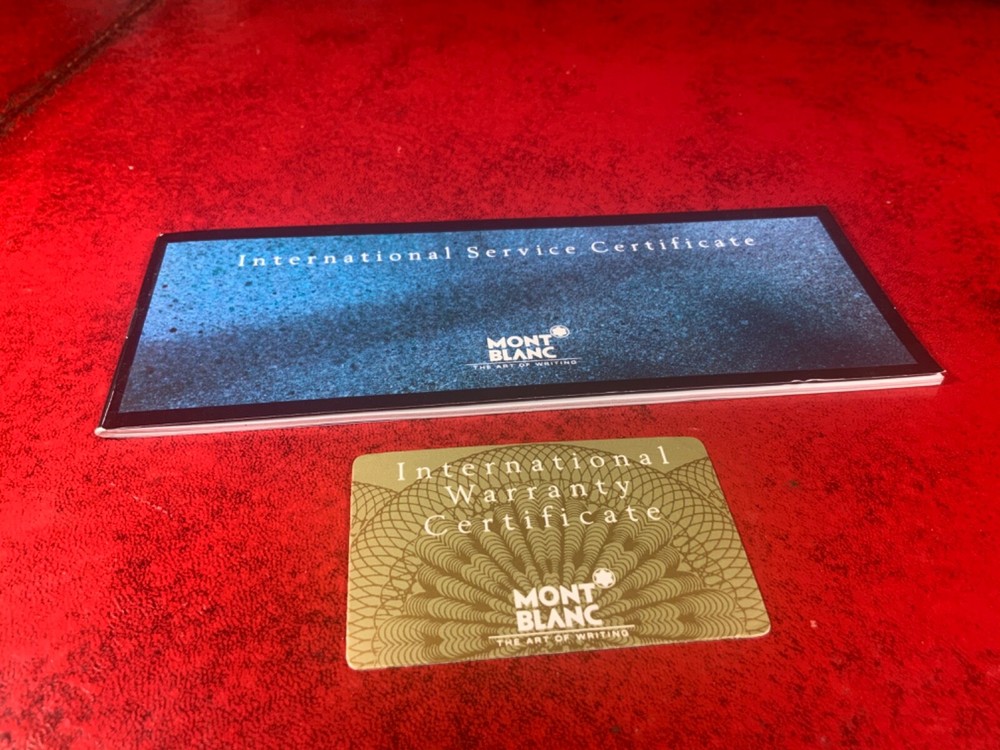 International Service Certificate
MONT
BLANC
THE ART OF WRITING
International
Warranty
Certificate
MONT
BLANC
THE ART OF WRITING